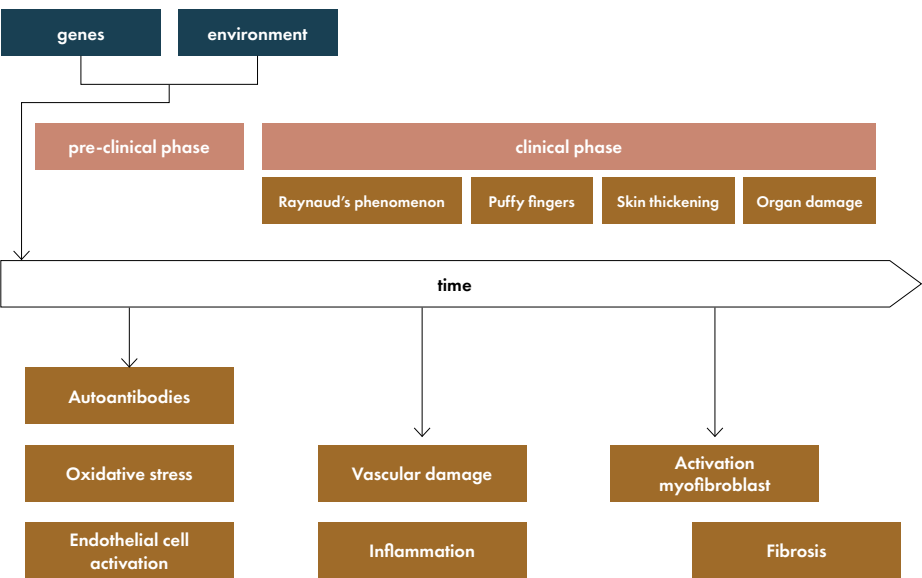 genes
environment
pre-clinical phase
clinical phase
Raynaud’s phenomenon
Puffy fingers
Skin thickening
Organ damage
time
Autoantibodies
Oxidative stress
Endothelial cell
activation
Vascular damage
Inflammation
Activation
myofibroblast
Fibrosis